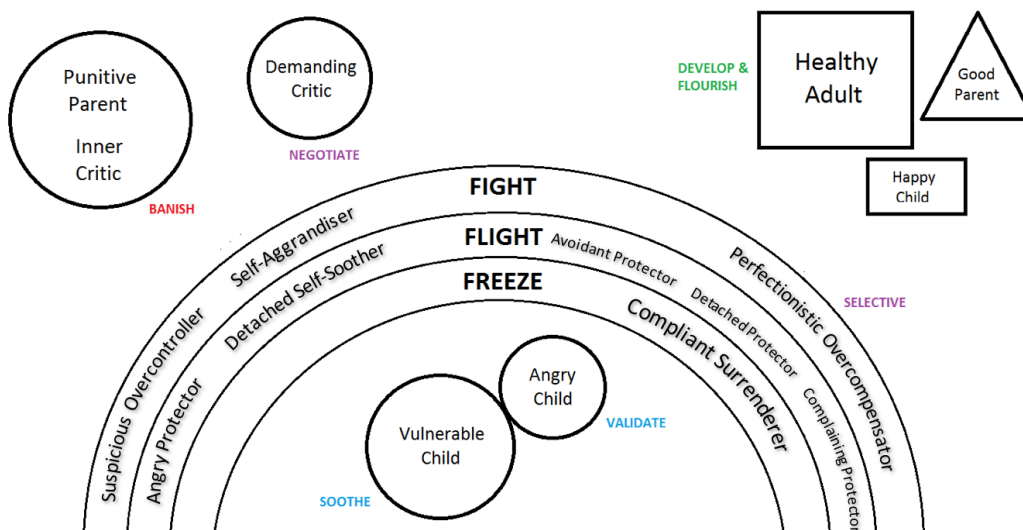 Punitive
Parent
Inner
Critic
BANISH
Demanding
Critic
NEGOTIATE
DEVELOP &
FLOURISH
Healthy
Adult
Good
Parent
Happy
Child
FIGHT
Suspicious Overcontroller
Self-Aggrandiser
Perfectionistic Overcompensator
SELECTIVE
FLIGHT
Angry Protector
Detached Self-Soother
Avoidant Protector
Detached Protector
Complaining Protector
FREEZE
Compliant Surrenderer
Angry
Child
VALIDATE
Vulnerable
Child
SOOTHE